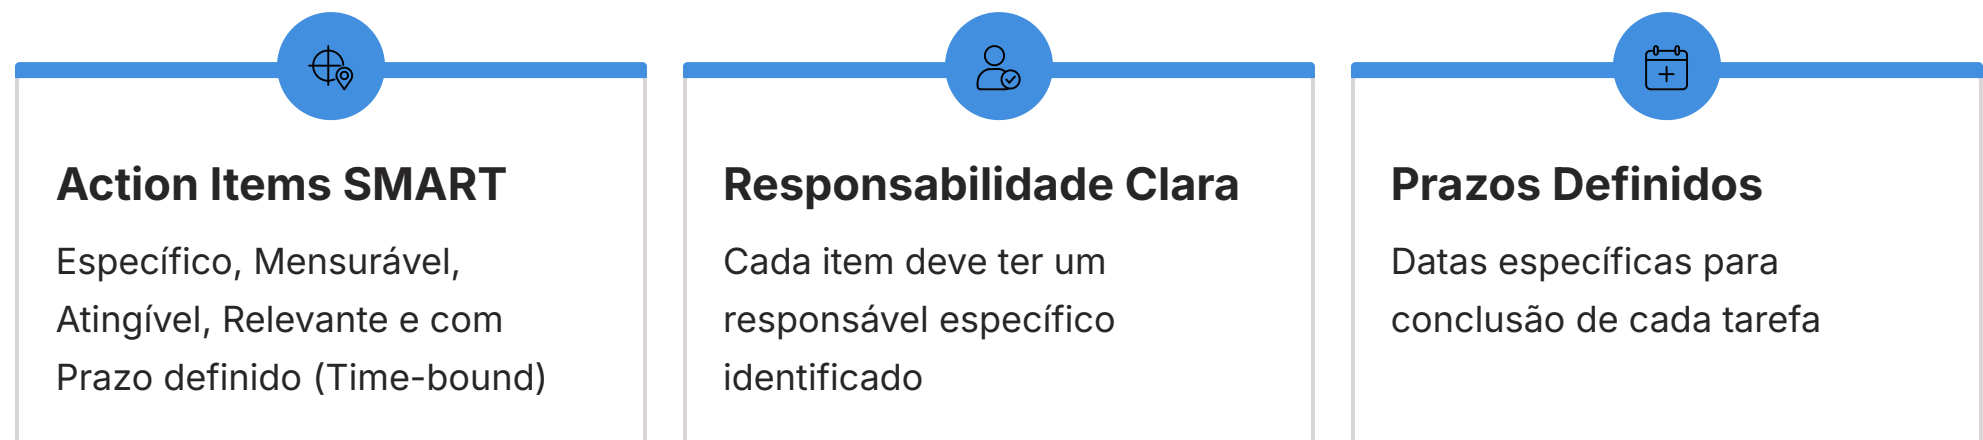 Action Items SMART
Específico, Mensurável,
Atingível, Relevante e com
Prazo definido (Time-bound)
Responsabilidade Clara
Cada item deve ter um
responsável específico
identificado
Prazos Definidos
Datas específicas para
conclusão de cada tarefa